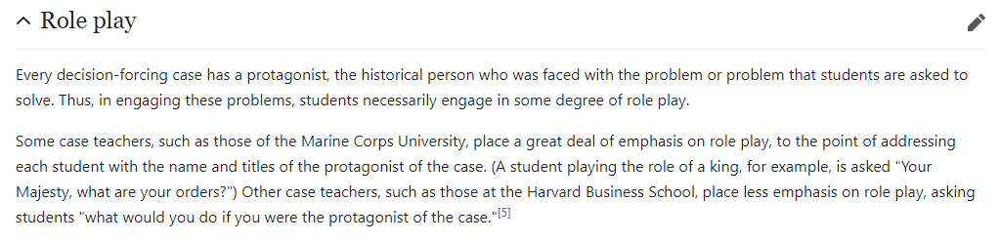 Role play
Every decision-forcing case has a protagonist, the historical person who was faced with the problem or problem that students are asked to
solve. Thus, in engaging these problems, students necessarily engage in some degree of role play.
Some case teachers, such as those of the Marine Corps University, place a great deal of emphasis on role play, to the point of addressing
each student with the name and titles of the protagonist of the case. (A student playing the role of a king, for example, is asked "Your
Majesty, what are your orders?") Other case teachers, such as those at the Harvard Business School, place less emphasis on role play, asking
students "what would you do if you were the protagonist of the case."[5]